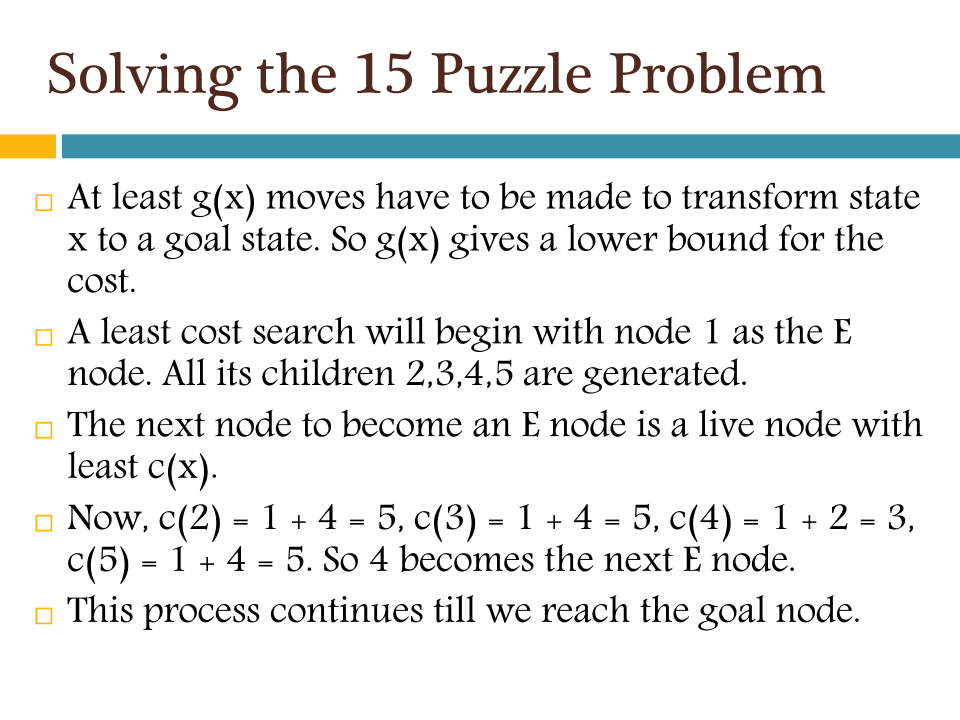 Solving the 15 Puzzle Problem
At least g(x) moves have to be made to transform state
x to a goal state. So g(x) gives a lower bound for the
cost.
A least cost search will begin with node 1 as the E
node. All its children 2,3,4,5 are generated.
The next node to become an E node is a live node with
least c(x).
Now, c(2) = 1 + 4 = 5, c(3) = 1 + 4 = 5, c(4) = 1 + 2 = 3,
c(5) = 1 + 4 = 5. So 4 becomes the next E node.
This process continues till we reach the goal node.